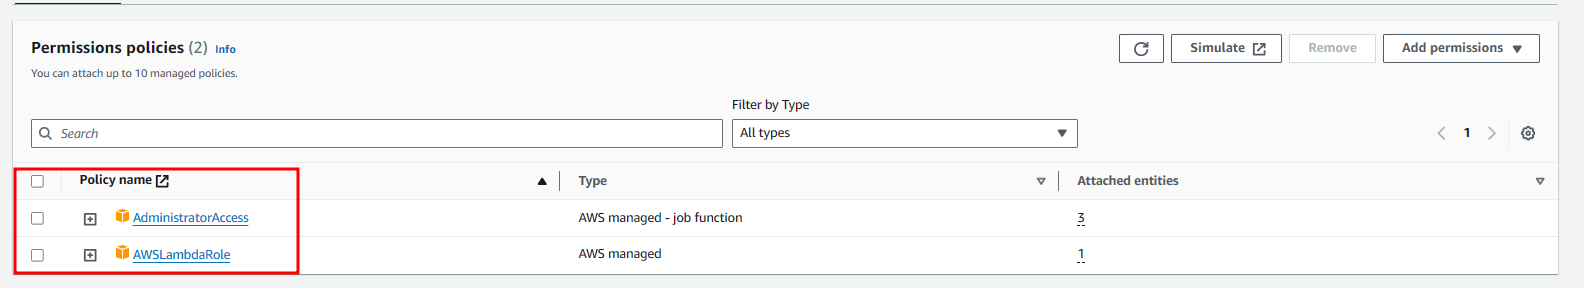 Permissions policies (2) Info
You can attach up to 10 managed policies.
Simulate Remove Add permissions
Filter by Type
Search All types 1
Policy name Type Attached entities
AdministratorAccess AWS managed - job function 3
AWSLambdaRole AWS managed 1